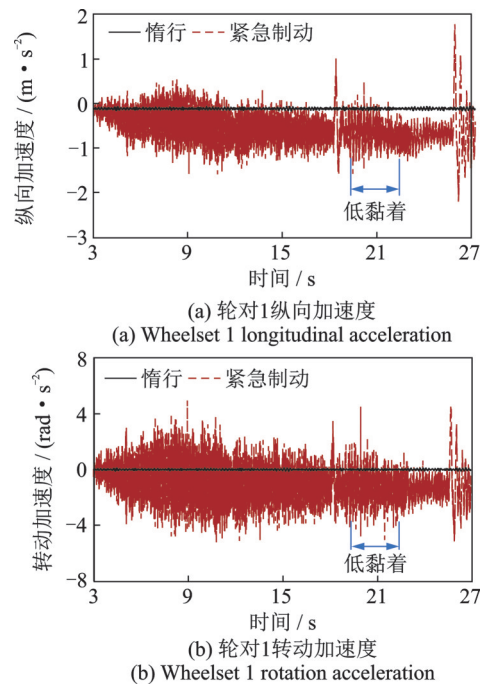 2
惰行 紧急制动
1
0
-1
-2
-3
纵向加速度 / (m·s⁻²)
低黏着
3 9 15 21 27
时间 / s
(a) 轮对1纵向加速度
(a) Wheelset 1 longitudinal acceleration
8
惰行 紧急制动
4
0
-4
-8
转动加速度 / (rad·s⁻²)
低黏着
3 9 15 21 27
时间 / s
(b) 轮对1转动加速度
(b) Wheelset 1 rotation acceleration